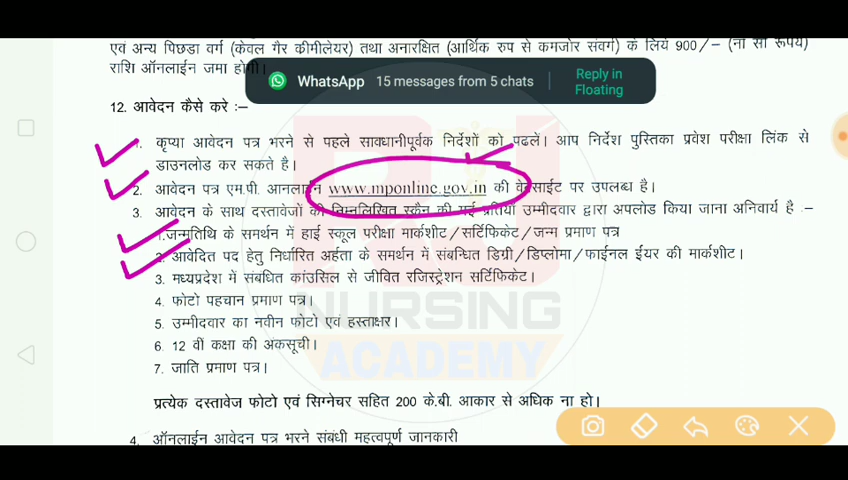 एवं अन्य पिछडा वर्ग (केवल गैर कीमीलेयर) तथा अनारक्षित (आर्थिक रुप से कमजोर संवर्ग) के लिये 900/– (नौ सौ रूपये)
राशि ऑनलाईन जमा होगी।
WhatsApp 15 messages from 5 chats
Reply in
Floating
12. आवेदन कैसे करे :–
1. कृप्या आवेदन पत्र भरने से पहले सावधानीपूर्वक निर्देशों को पढलें। आप निर्देश पुस्तिका प्रवेश परीक्षा लिंक से
डाउनलोड कर सकते है।
2. आवेदन पत्र एम.पी. आनलाईन www.mponline.gov.in की वेबसाईट पर उपलब्ध है।
3. आवेदन के साथ दस्तावेजों की निम्नलिखित स्कैन की गई प्रतियां उम्मीदवार द्वारा अपलोड किया जाना अनिवार्य है :–
1.जन्मतिथि के समर्थन में हाई स्कूल परीक्षा मार्कशीट/सर्टिफिकेट/जन्म प्रमाण पत्र
2. आवेदित पद हेतु निर्धारित अर्हता के समर्थन में संबन्धित डिग्री/डिप्लोमा/फाईनल ईयर की मार्कशीट।
3. मध्यप्रदेश में संबधित कांउसिल से जीवित रजिस्ट्रेशन सर्टिफिकेट।
4. फोटो पहचान प्रमाण पत्र।
5. उम्मीदवार का नवीन फोटो एवं हस्ताक्षर।
6. 12 वीं कक्षा की अकसूची।
7. जाति प्रमाण पत्र।
NURSING
ACADEMY
प्रत्येक दस्तावेज फोटो एवं सिग्नेचर सहित 200 के.बी. आकार से अधिक ना हो।
4. ऑनलाईन आवेदन पत्र भरने संबंधी महत्वपूर्ण जानकारी